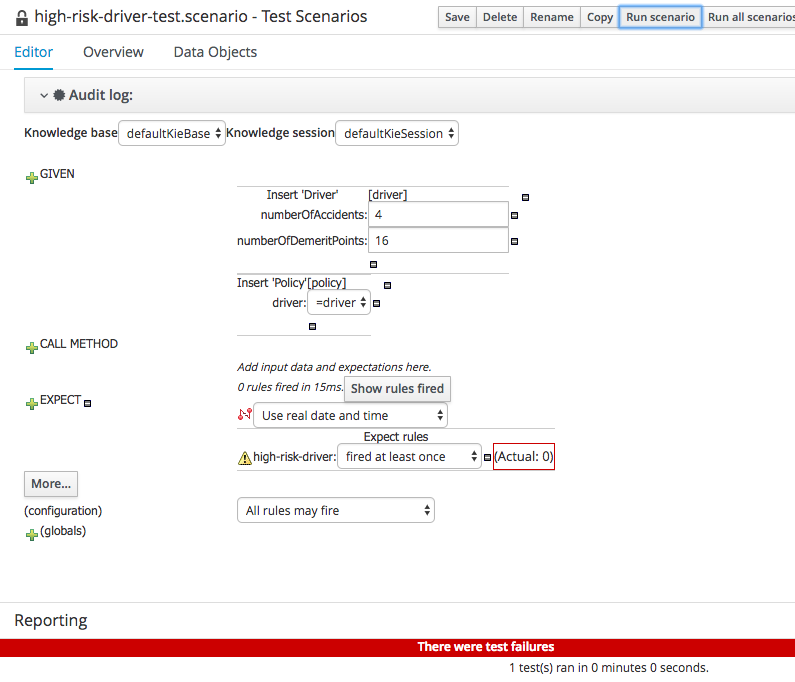 high-risk-driver-test.scenario - Test Scenarios
Save Delete Rename Copy Run scenario Run all scenarios
Editor Overview Data Objects
Audit log:
Knowledge base defaultKieBase Knowledge session defaultKieSession
GIVEN
Insert 'Driver' [driver]
numberOfAccidents: 4
numberOfDemeritPoints: 16
Insert 'Policy'[policy]
driver: =driver
CALL METHOD
Add input data and expectations here.
0 rules fired in 15ms. Show rules fired
EXPECT
Use real date and time
Expect rules
high-risk-driver: fired at least once (Actual: 0)
More...
(configuration) All rules may fire
(globals)
Reporting
There were test failures
1 test(s) ran in 0 minutes 0 seconds.